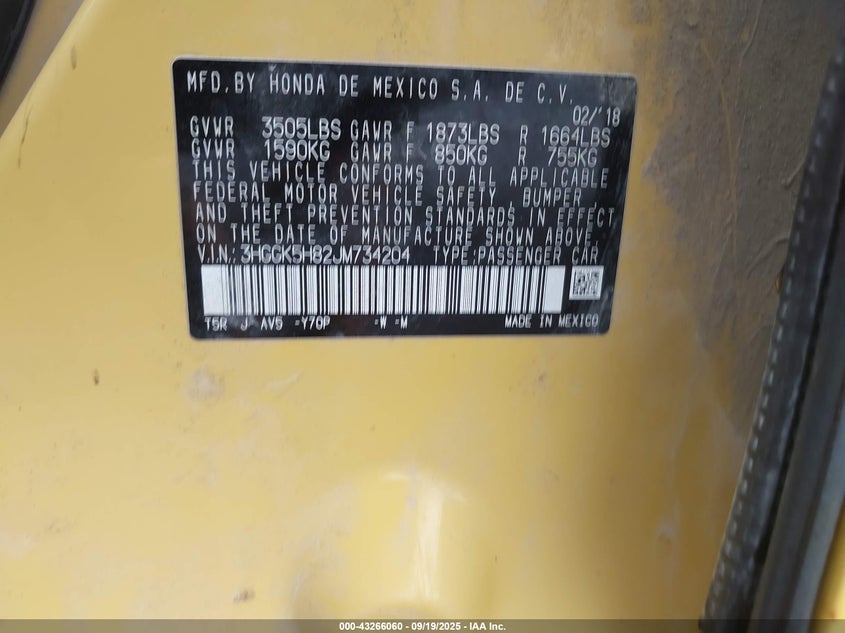 MFD. BY HONDA DE MEXICO S.A. DE C.V.
02/'18
GVWR 3505LBS GAWR F 1873LBS R 1664LBS
GVWR 1590KG GAWR F 850KG R 755KG
THIS VEHICLE CONFORMS TO ALL APPLICABLE
FEDERAL MOTOR VEHICLE SAFETY, BUMPER
AND THEFT PREVENTION STANDARDS IN EFFECT
ON THE DATE OF MANUFACTURE SHOWN ABOVE.
V.I.N.: 3HGGK5H82JM734204 TYPE:PASSENGER CAR
T5R J AV5 =Y70P =W =M MADE IN MEXICO
000-43266060 - 09/19/2025 - IAA Inc.